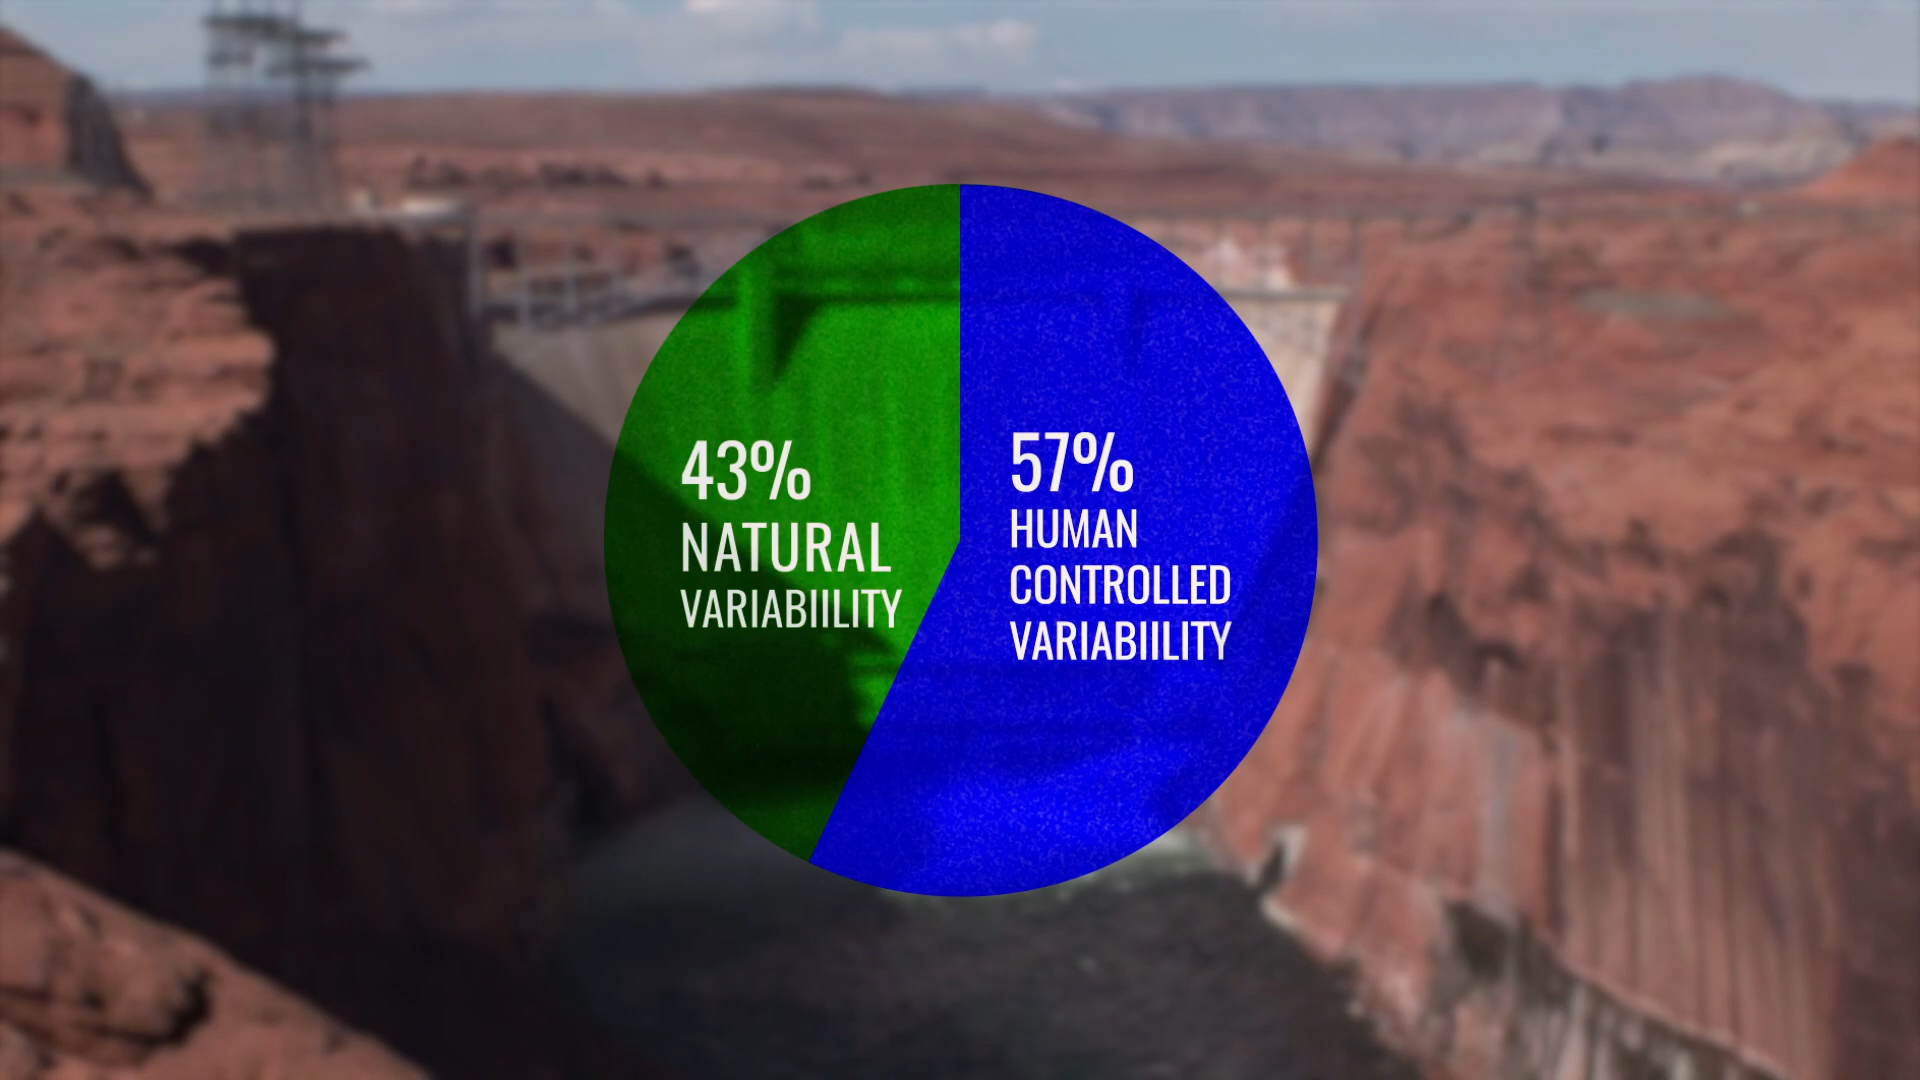 43%
NATURAL
VARIABIILITY
57%
HUMAN
CONTROLLED
VARIABIILITY